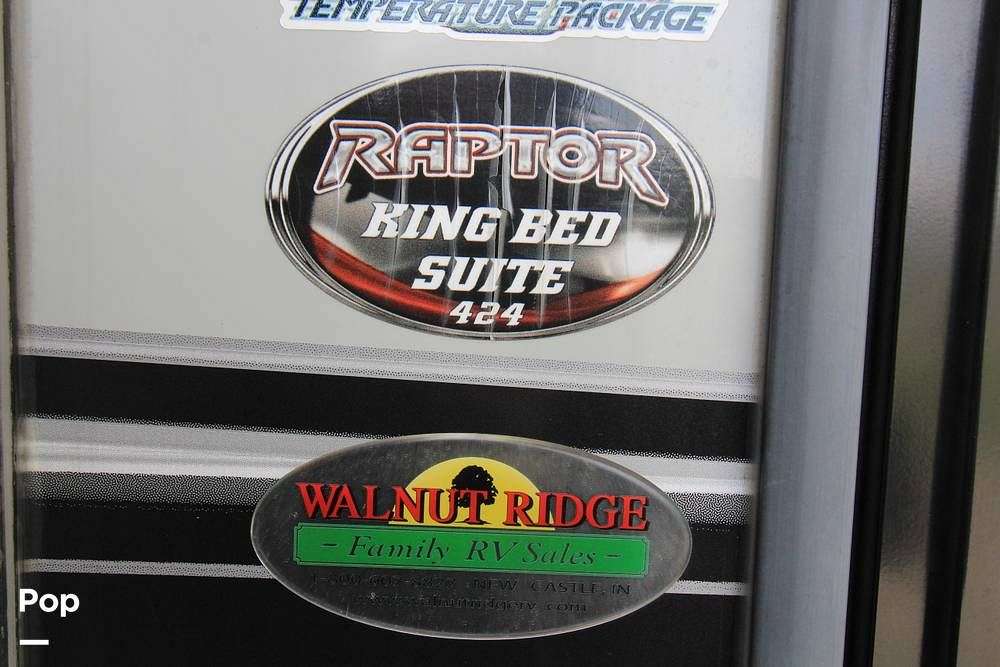 TEMPERATURE PACKAGE
RAPTOR
KING BED
SUITE
424
WALNUT RIDGE
- Family RV Sales -
NEW CASTLE, IN
Pop